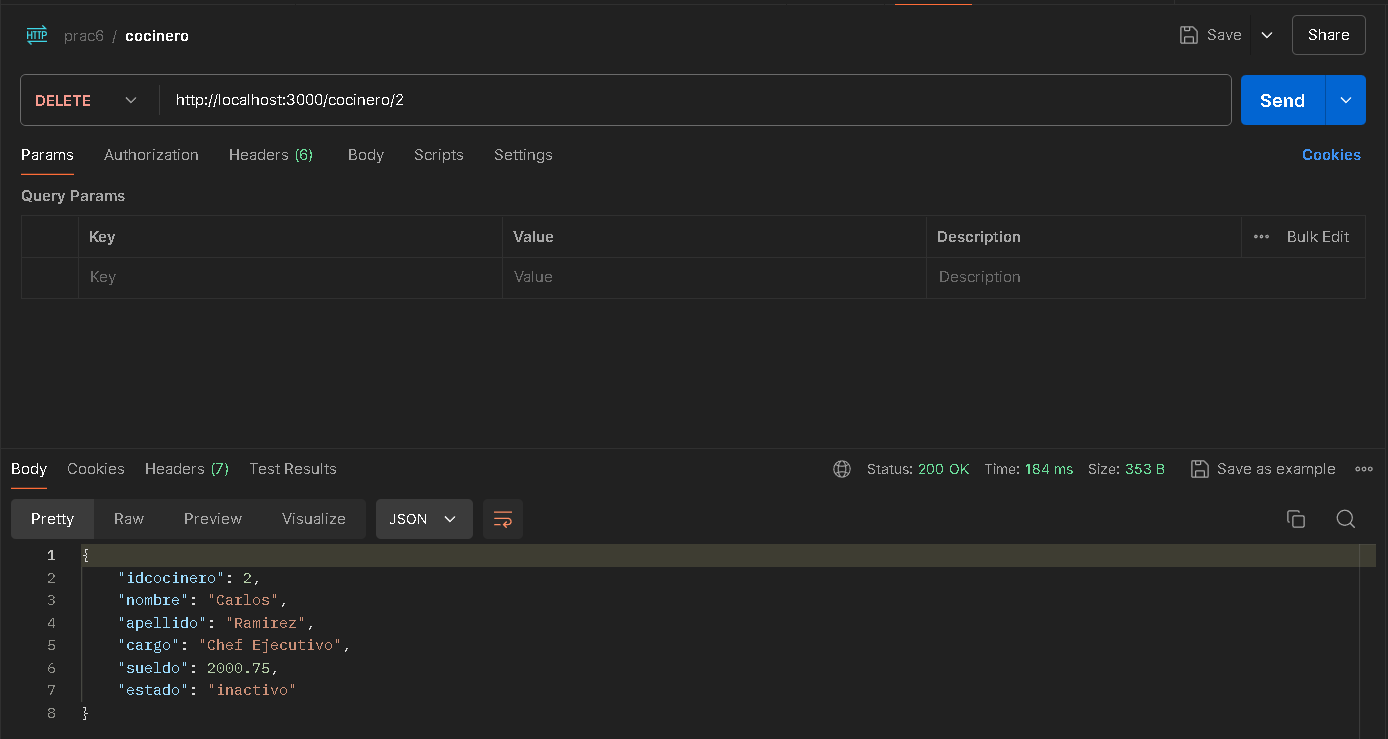 HTTP prac6 / cocinero Save Share
DELETE http://localhost:3000/cocinero/2 Send
Params Authorization Headers (6) Body Scripts Settings Cookies
Query Params
Key Value Description ••• Bulk Edit
Key Value Description
Body Cookies Headers (7) Test Results Status: 200 OK Time: 184 ms Size: 353 B Save as example
Pretty Raw Preview Visualize JSON
1 {
2 "idcocinero": 2,
3 "nombre": "Carlos",
4 "apellido": "Ramirez",
5 "cargo": "Chef Ejecutivo",
6 "sueldo": 2000.75,
7 "estado": "inactivo"
8 }